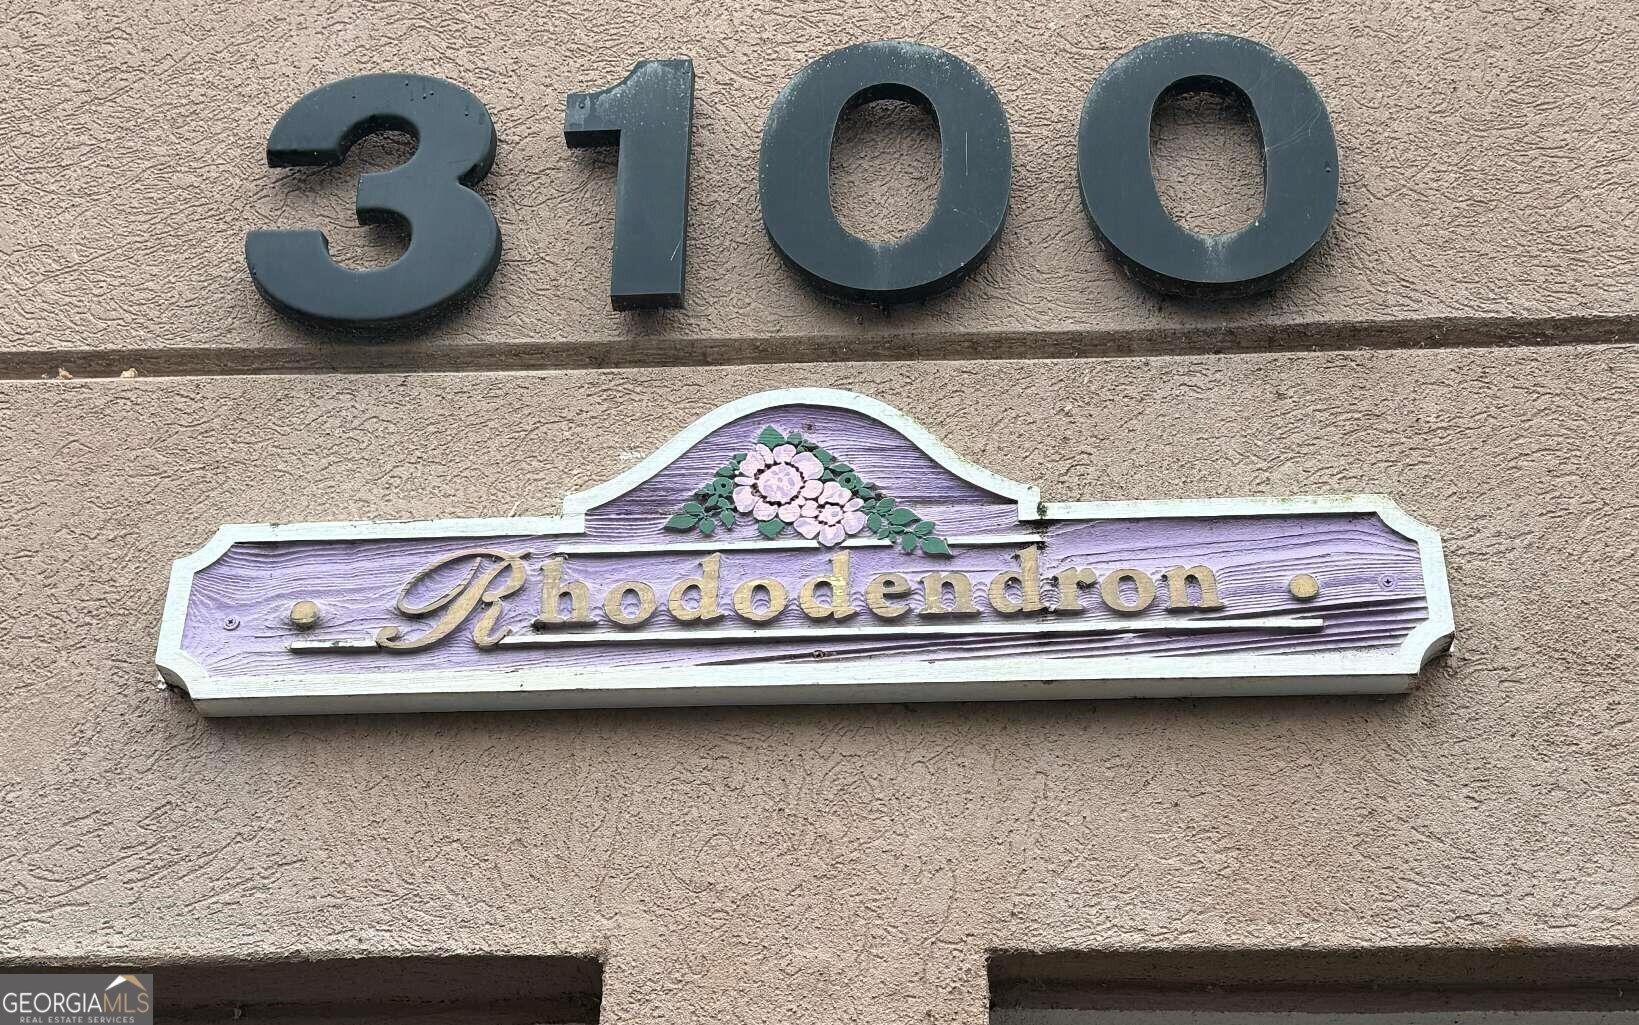 3100
Rhododendron
GEORGIAMLS
REAL ESTATE SERVICES